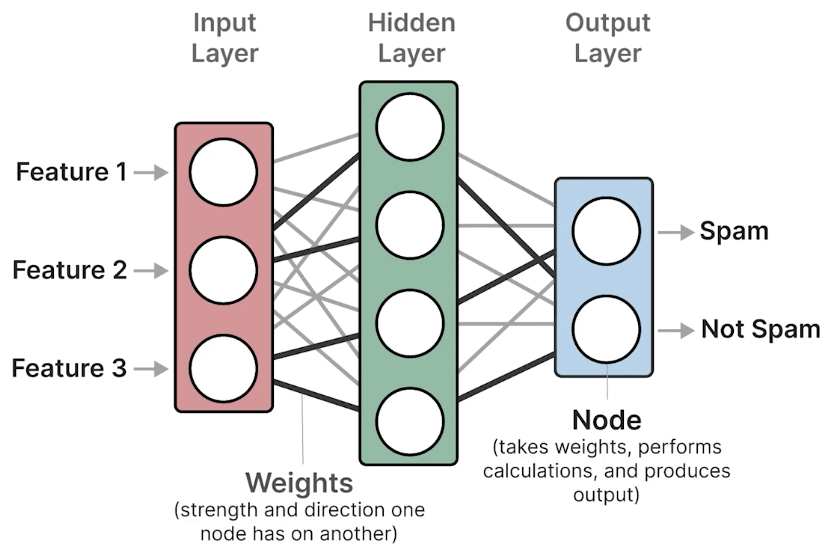 Input
Layer
Hidden
Layer
Output
Layer
Feature 1
Feature 2
Feature 3
Spam
Not Spam
Node
(takes weights, performs
calculations, and produces
output)
Weights
(strength and direction one
node has on another)